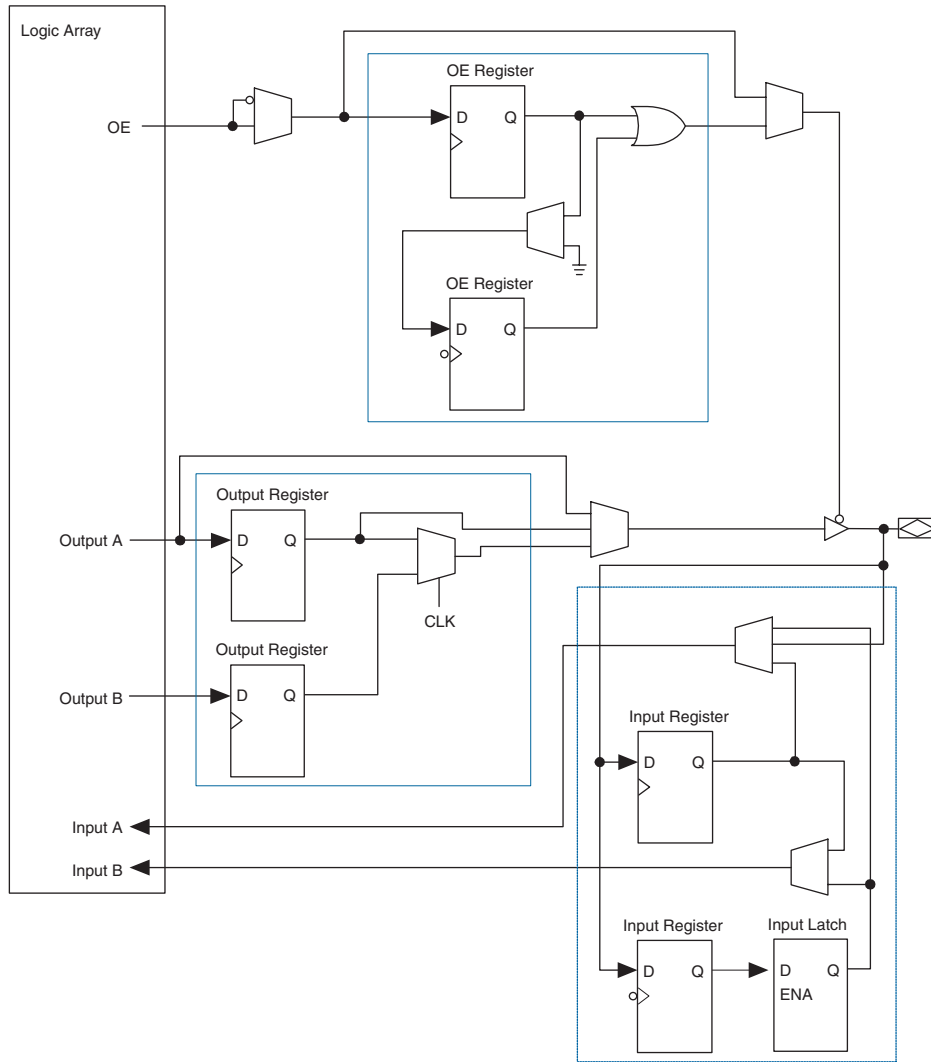 Logic Array
OE Register
OE
D Q
OE Register
D Q
Output Register
Output A
D Q
CLK
Output Register
Output B
D Q
Input Register
D Q
Input A
Input B
Input Register
Input Latch
D Q
D Q
ENA